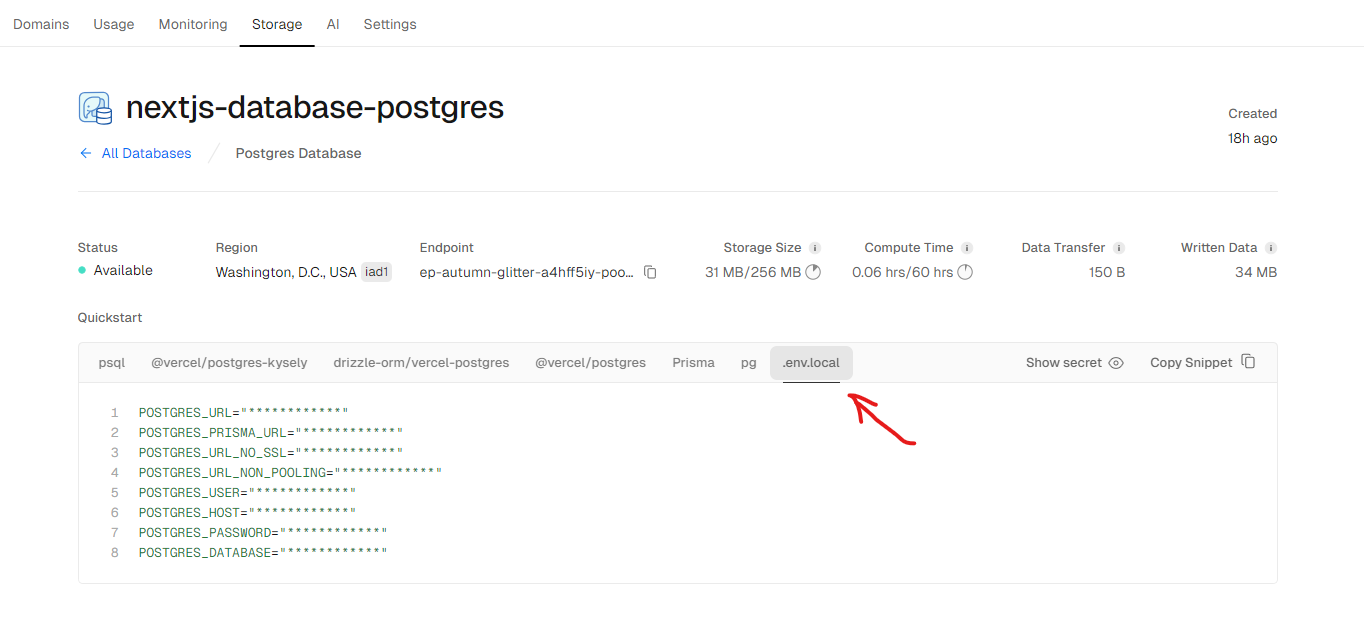 Domains Usage Monitoring Storage AI Settings
nextjs-database-postgres
Created
18h ago
← All Databases / Postgres Database
Status Region Endpoint Storage Size Compute Time Data Transfer Written Data
Available Washington, D.C., USA iad1 ep-autumn-glitter-a4hff5iy-poo... 31 MB/256 MB 0.06 hrs/60 hrs 150 B 34 MB
Quickstart
psql @vercel/postgres-kysely drizzle-orm/vercel-postgres @vercel/postgres Prisma pg .env.local Show secret Copy Snippet
1 POSTGRES_URL="************"
2 POSTGRES_PRISMA_URL="************"
3 POSTGRES_URL_NO_SSL="************"
4 POSTGRES_URL_NON_POOLING="************"
5 POSTGRES_USER="************"
6 POSTGRES_HOST="************"
7 POSTGRES_PASSWORD="************"
8 POSTGRES_DATABASE="************"